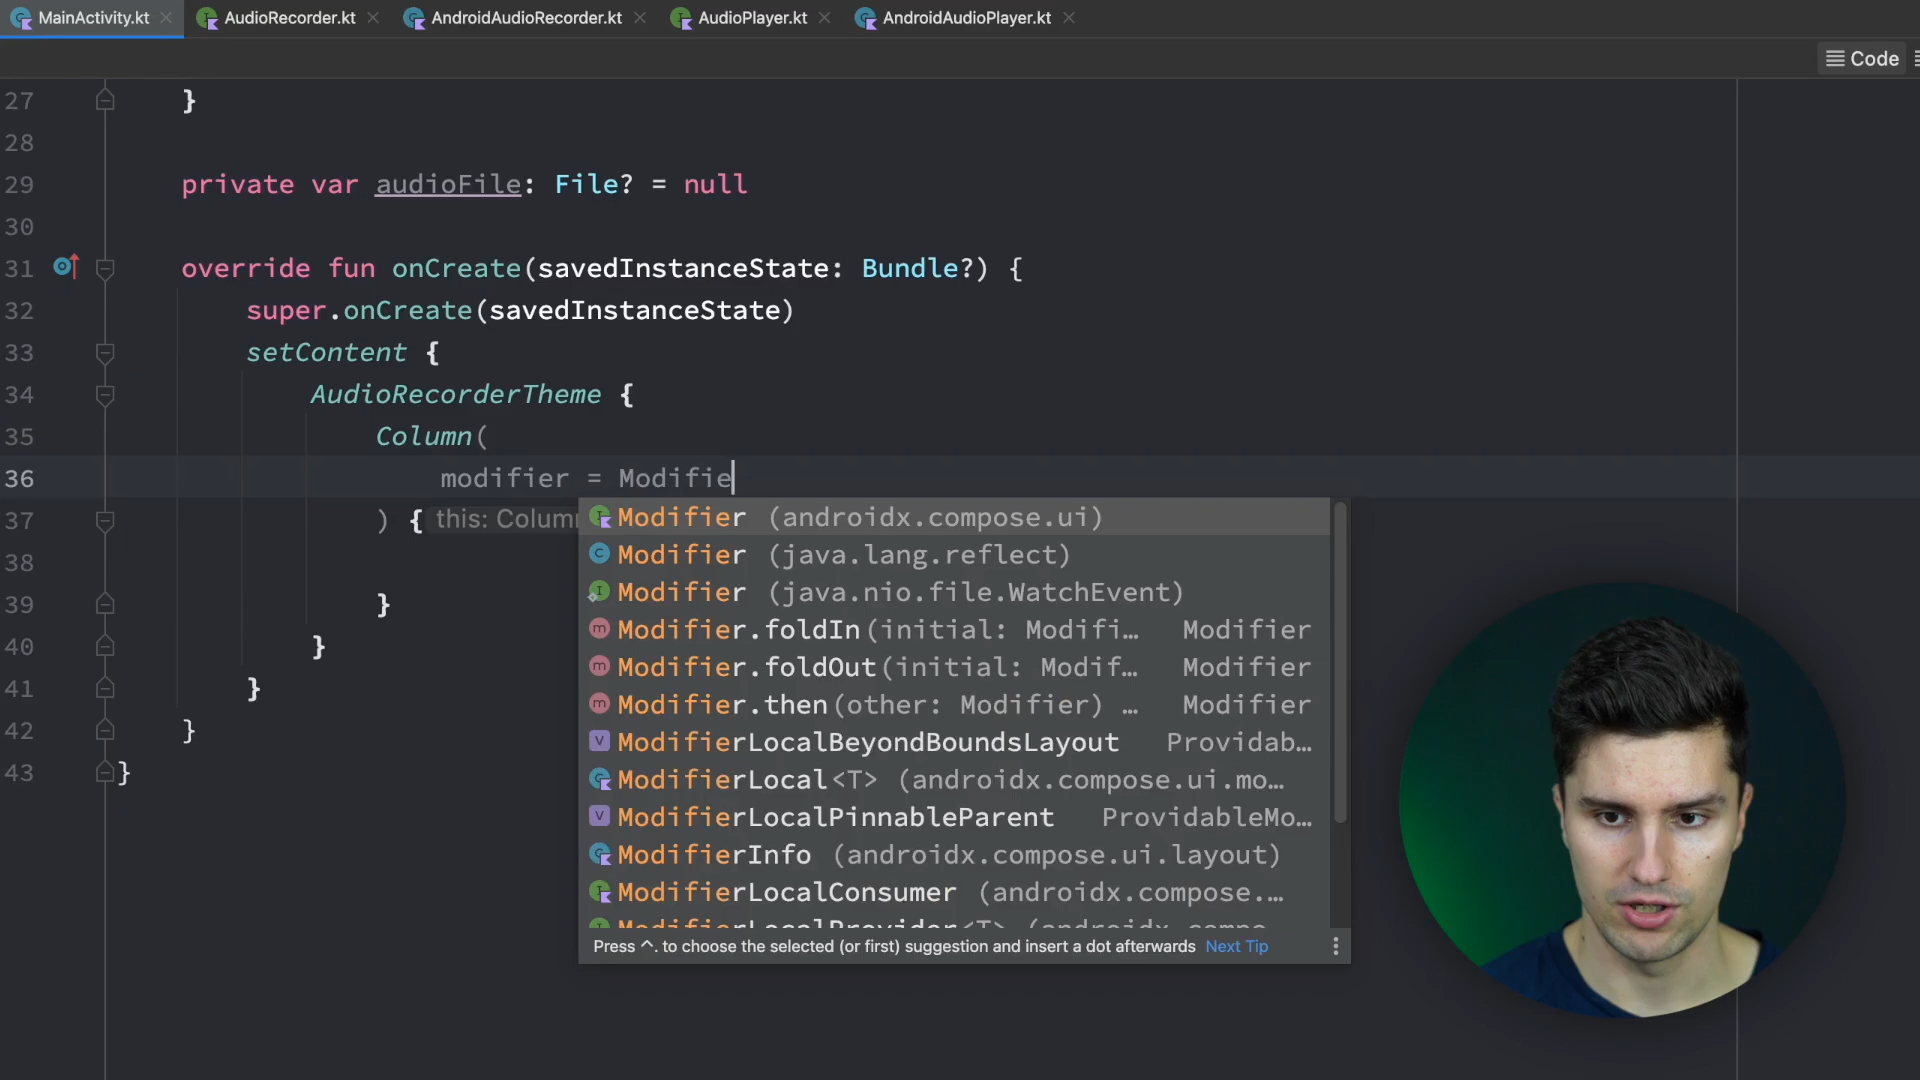 MainActivity.kt AudioRecorder.kt AndroidAudioRecorder.kt AudioPlayer.kt AndroidAudioPlayer.kt
Code
27 }
28
29 private var audioFile: File? = null
30
31 override fun onCreate(savedInstanceState: Bundle?) {
32 super.onCreate(savedInstanceState)
33 setContent {
34 AudioRecorderTheme {
35 Column(
36 modifier = Modifie
37 ) { this: Colum
38
39 }
40 }
41 }
42 }
43 }
Modifier (androidx.compose.ui)
Modifier (java.lang.reflect)
Modifier (java.nio.file.WatchEvent)
Modifier.foldIn(initial: Modifi… Modifier
Modifier.foldOut(initial: Modif… Modifier
Modifier.then(other: Modifier) … Modifier
ModifierLocalBeyondBoundsLayout Providab…
ModifierLocal<T> (androidx.compose.ui.mo…
ModifierLocalPinnableParent ProvidableMo…
ModifierInfo (androidx.compose.ui.layout)
ModifierLocalConsumer (androidx.compose.…
ModifierLocalProvider<T> (androidx.compo
Press ^. to choose the selected (or first) suggestion and insert a dot afterwards Next Tip